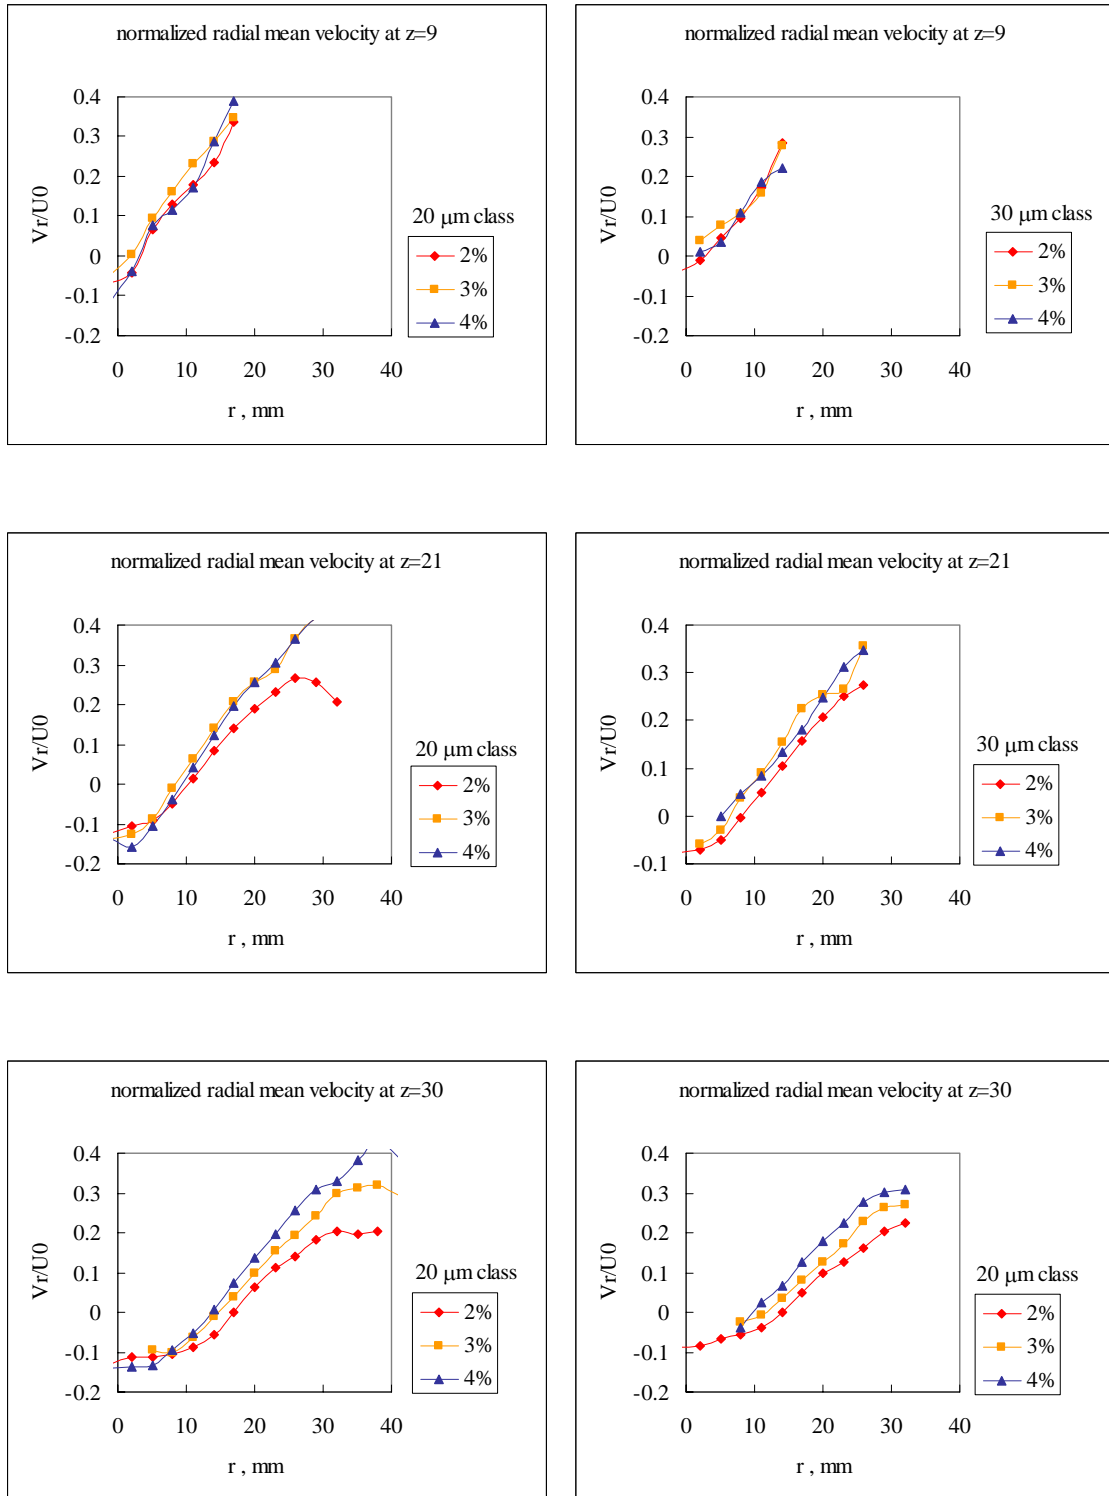 normalized radial mean velocity at z=9
0.4
0.3
0.2
0.1
0
-0.1
-0.2
Vr/U0
0 10 20 30 40
r , mm
20 μm class
2%
3%
4%
normalized radial mean velocity at z=9
0.4
0.3
0.2
0.1
0
-0.1
-0.2
Vr/U0
0 10 20 30 40
r , mm
30 μm class
2%
3%
4%
normalized radial mean velocity at z=21
0.4
0.3
0.2
0.1
0
-0.1
-0.2
Vr/U0
0 10 20 30 40
r , mm
20 μm class
2%
3%
4%
normalized radial mean velocity at z=21
0.4
0.3
0.2
0.1
0
-0.1
Vr/U0
0 10 20 30 40
r , mm
30 μm class
2%
3%
4%
normalized radial mean velocity at z=30
0.4
0.3
0.2
0.1
0
-0.1
-0.2
Vr/U0
0 10 20 30 40
r , mm
20 μm class
2%
3%
4%
normalized radial mean velocity at z=30
0.4
0.3
0.2
0.1
0
-0.1
-0.2
Vr/U0
0 10 20 30 40
r , mm
20 μm class
2%
3%
4%